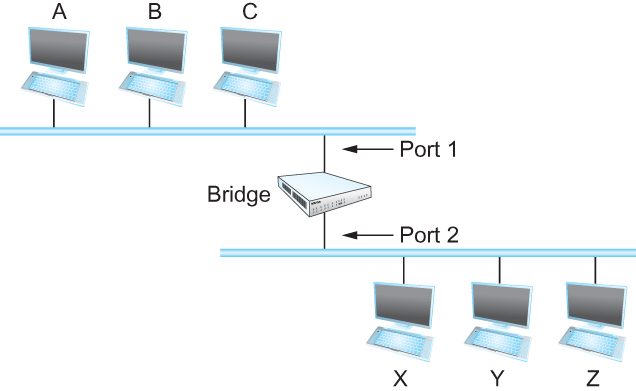 A B C
Port 1
Bridge
Port 2
X Y Z